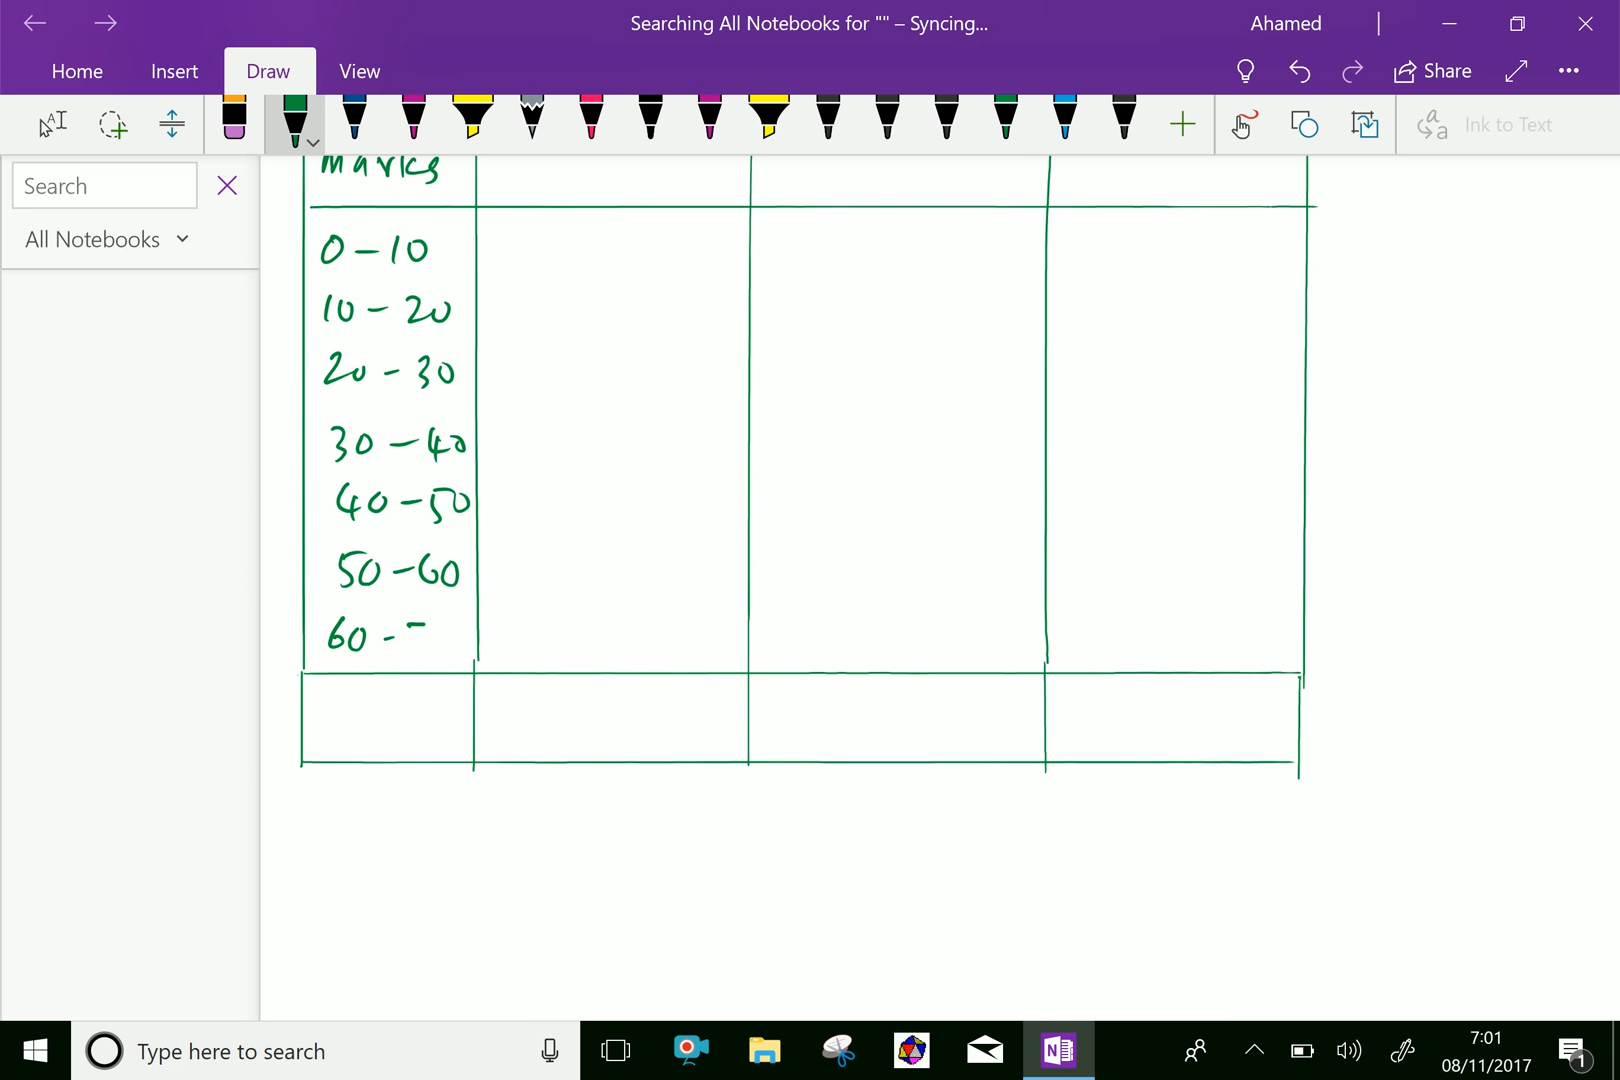 Searching All Notebooks for "" – Syncing...
Ahamed
Home Insert Draw View
Share
Ink to Text
Search
All Notebooks
Marks
0 – 10
10 – 20
20 – 30
30 – 40
40 – 50
50 – 60
60 -
Type here to search
7:01
08/11/2017
1